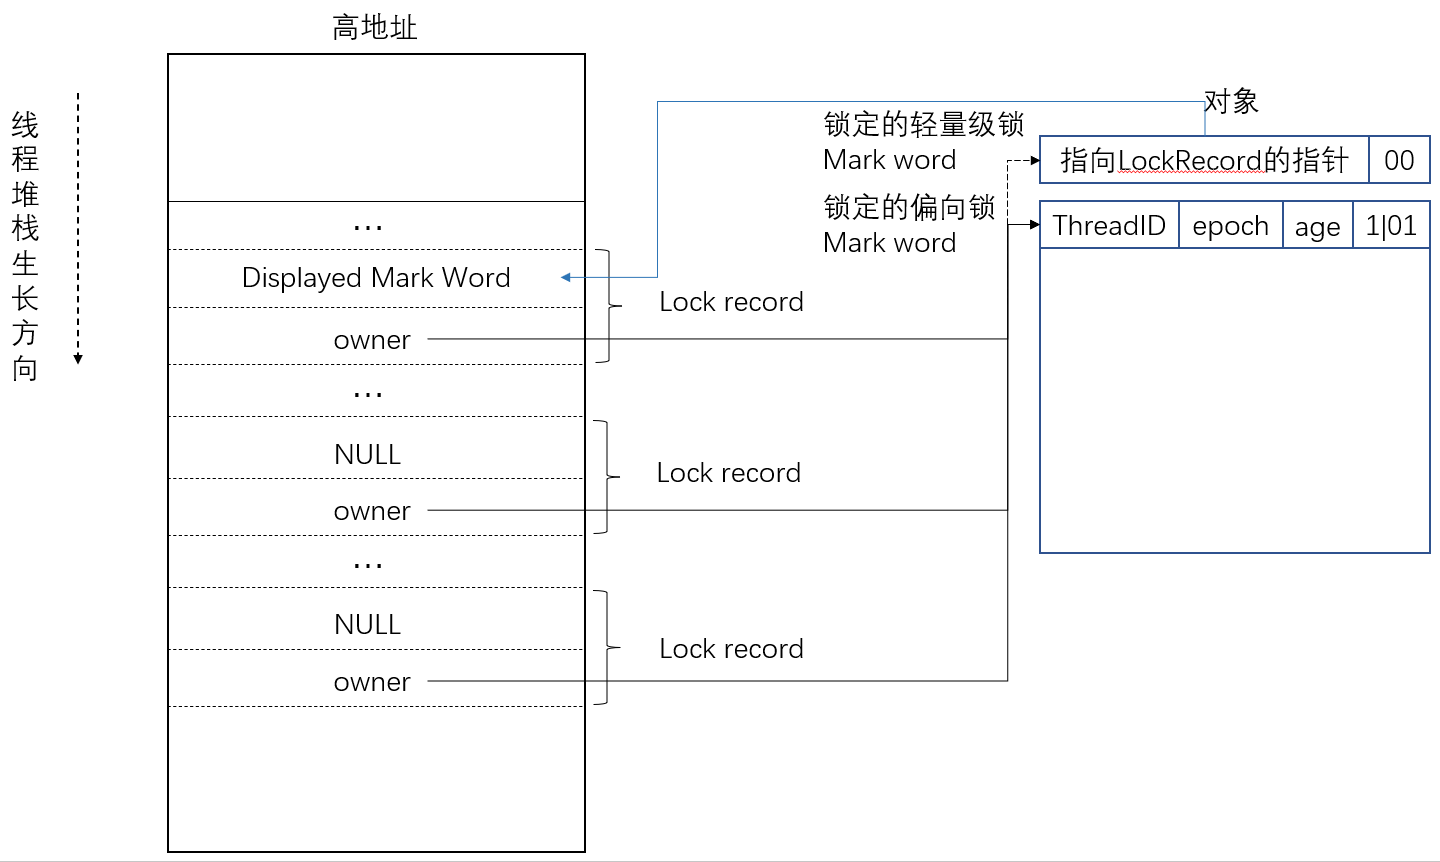 高地址
线程堆栈生长方向
...
Displayed Mark Word
owner
Lock record
...
NULL
owner
Lock record
...
NULL
owner
Lock record
对象
锁定的轻量级锁
Mark word
指向LockRecord的指针 00
锁定的偏向锁
Mark word
ThreadID epoch age 1|01